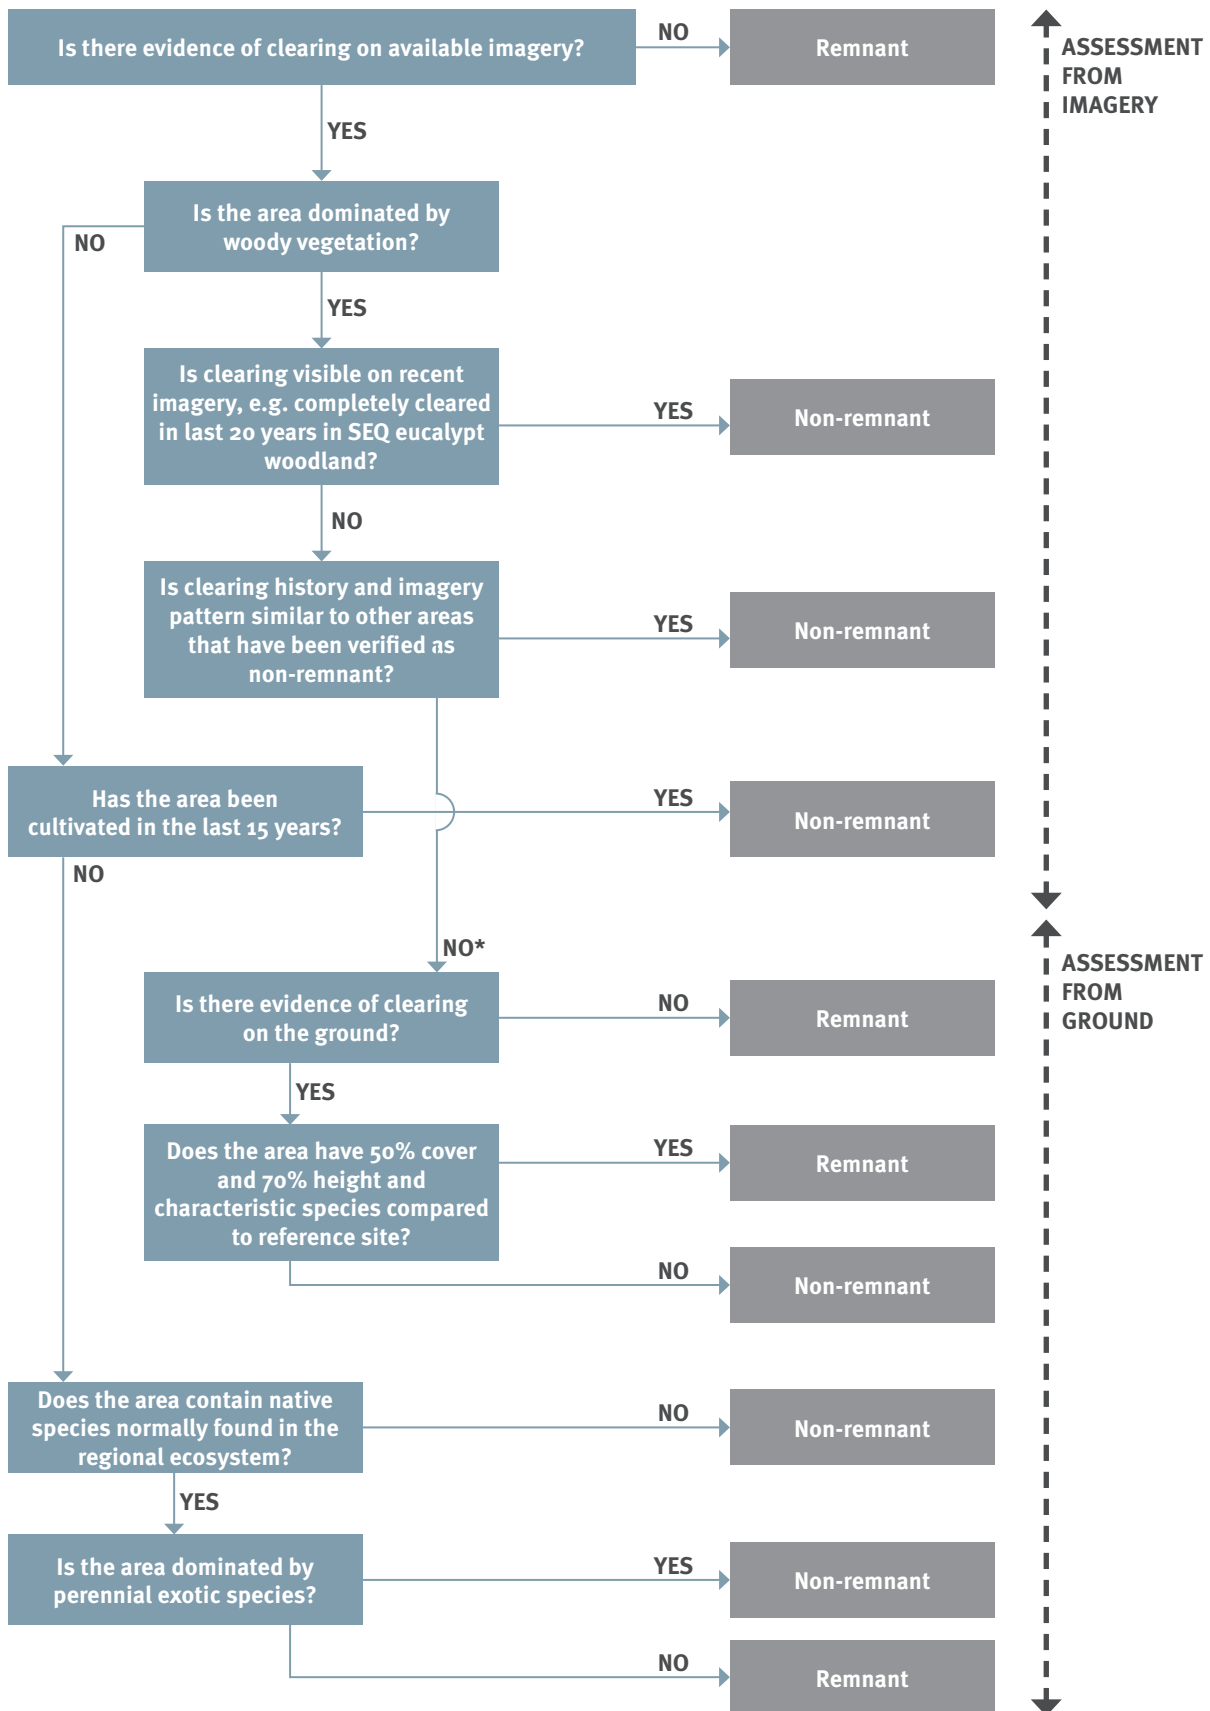 Is there evidence of clearing on available imagery?
NO
Remnant
ASSESSMENT
FROM
IMAGERY
YES
Is the area dominated by
woody vegetation?
NO
YES
Is clearing visible on recent
imagery, e.g. completely cleared
in last 20 years in SEQ eucalypt
woodland?
YES
Non-remnant
NO
Is clearing history and imagery
pattern similar to other areas
that have been verified as
non-remnant?
YES
Non-remnant
Has the area been
cultivated in the last 15 years?
YES
Non-remnant
NO
NO*
Is there evidence of clearing
on the ground?
NO
Remnant
ASSESSMENT
FROM
GROUND
YES
Does the area have 50% cover
and 70% height and
characteristic species compared
to reference site?
YES
Remnant
NO
Non-remnant
Does the area contain native
species normally found in the
regional ecosystem?
NO
Non-remnant
YES
Is the area dominated by
perennial exotic species?
YES
Non-remnant
NO
Remnant